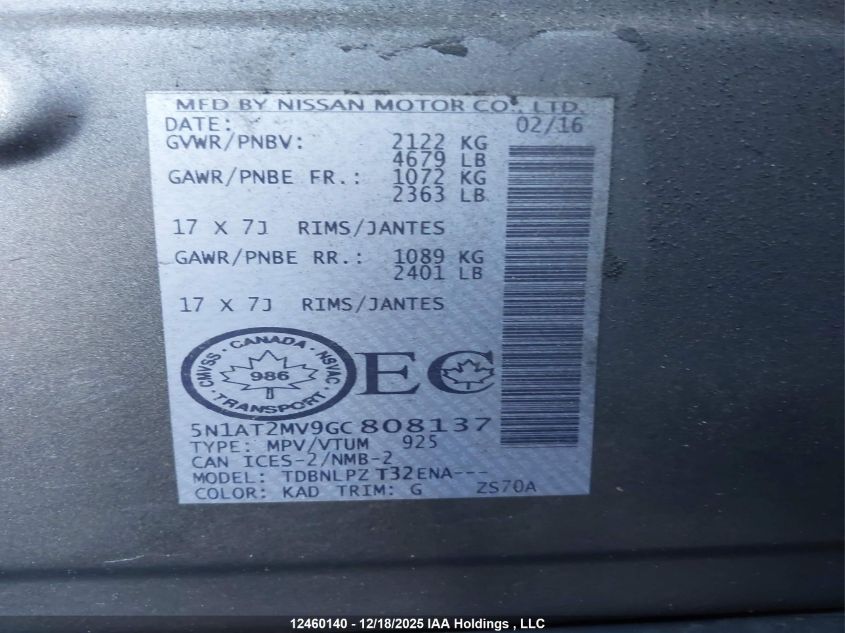 MFD BY NISSAN MOTOR CO., LTD.
DATE: 02/16
GVWR/PNBV: 2122 KG
4679 LB
GAWR/PNBE FR.: 1072 KG
2363 LB
17 X 7J RIMS/JANTES
GAWR/PNBE RR.: 1089 KG
2401 LB
17 X 7J RIMS/JANTES
CMVSS · CANADA · NSVAC · TRANSPORT ·
986
EC
5N1AT2MV9GC808137
TYPE: MPV/VTUM 925
CAN ICES-2/NMB-2
MODEL: TDBNLPZ T32ENA---
COLOR: KAD TRIM: G ZS70A
12460140 - 12/18/2025 IAA Holdings , LLC